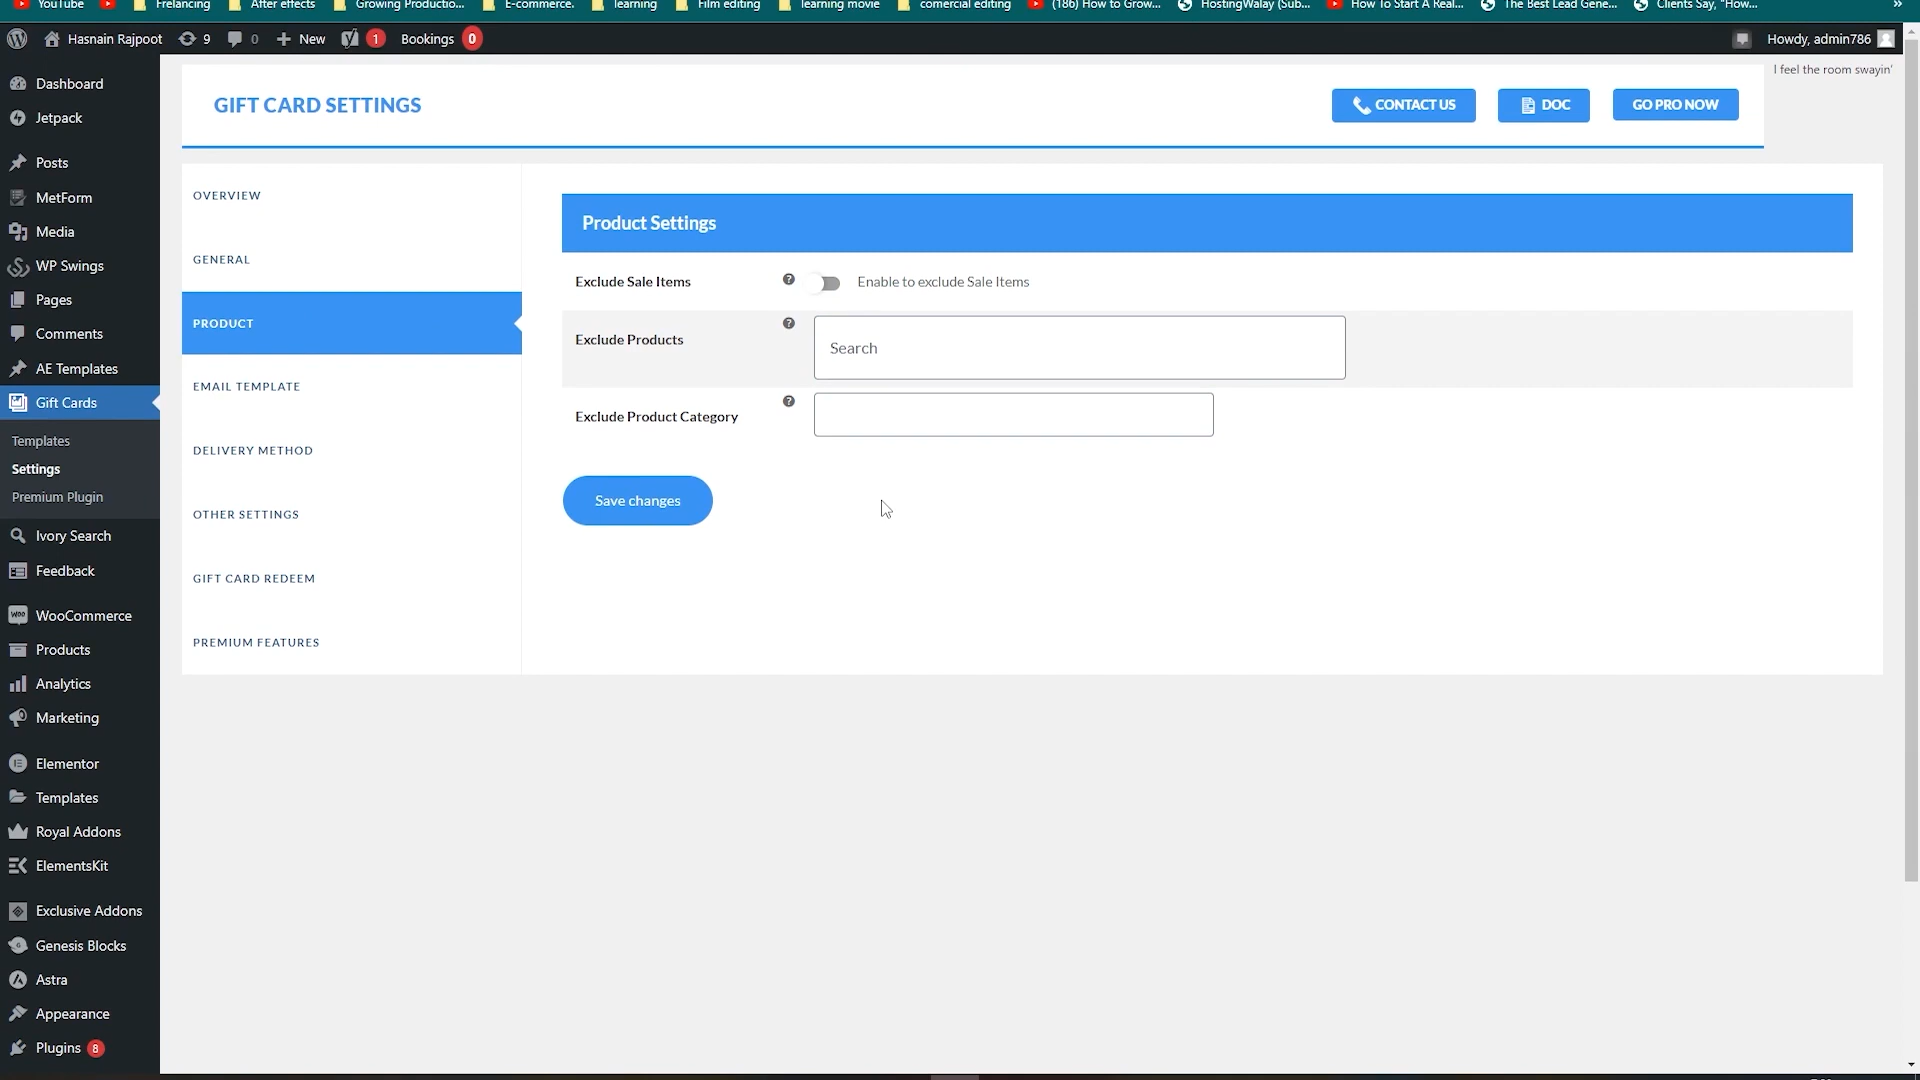 YouTube Frelancing After effects Growing Productio... E-commerce. learning Film editing learning movie comercial editing (186) How to Grow... HostingWalay (Sub... How To Start A Real... The Best Lead Gene... Clients Say, "How... »
Hasnain Rajpoot 9 0 New 1 Bookings 0 Howdy, admin786
I feel the room swayin'
Dashboard
Jetpack
Posts
MetForm
Media
WP Swings
Pages
Comments
AE Templates
Gift Cards
Templates
Settings
Premium Plugin
Ivory Search
Feedback
WooCommerce
Products
Analytics
Marketing
Elementor
Templates
Royal Addons
ElementsKit
Exclusive Addons
Genesis Blocks
Astra
Appearance
Plugins 8
GIFT CARD SETTINGS
CONTACT US
DOC
GO PRO NOW
OVERVIEW
GENERAL
PRODUCT
EMAIL TEMPLATE
DELIVERY METHOD
OTHER SETTINGS
GIFT CARD REDEEM
PREMIUM FEATURES
Product Settings
Exclude Sale Items ? Enable to exclude Sale Items
Exclude Products ? Search
Exclude Product Category ?
Save changes